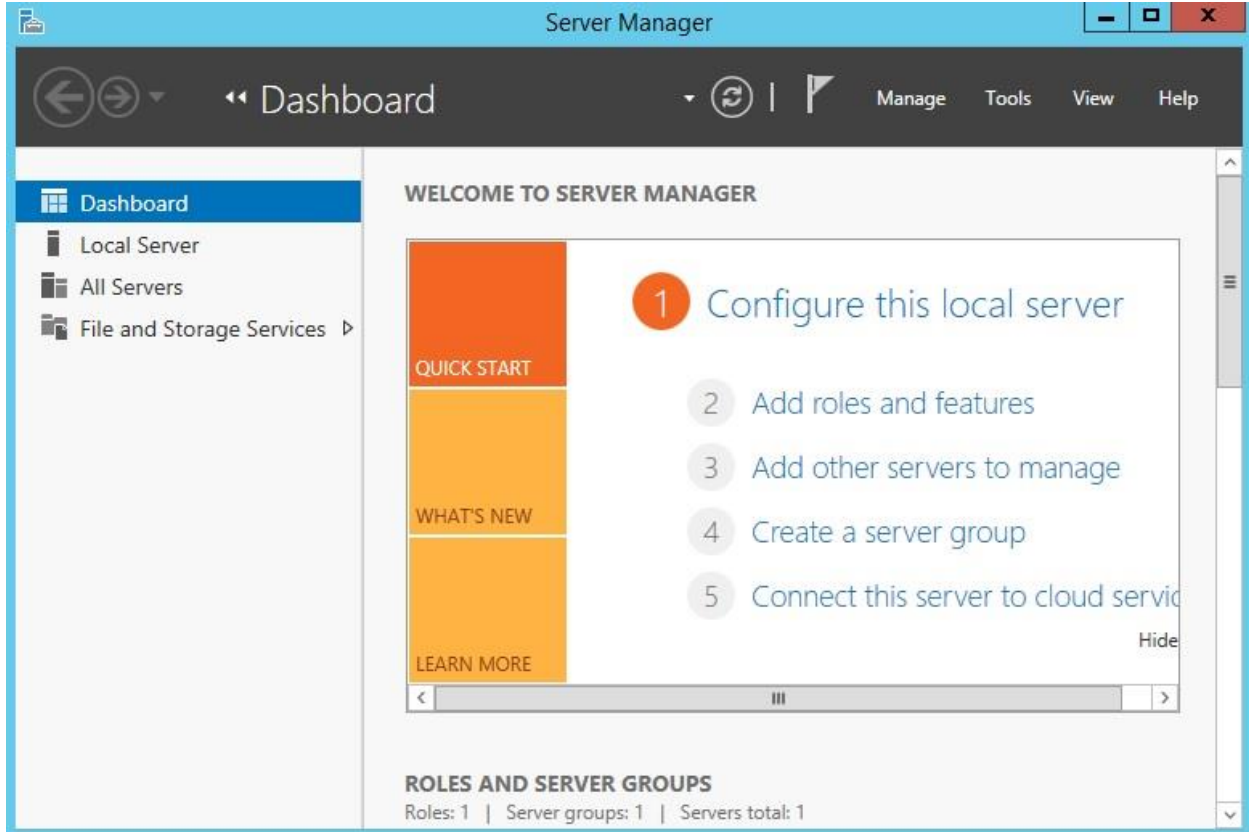 Server Manager
Dashboard
Manage Tools View Help
Dashboard
Local Server
All Servers
File and Storage Services
WELCOME TO SERVER MANAGER
QUICK START
WHAT'S NEW
LEARN MORE
1 Configure this local server
2 Add roles and features
3 Add other servers to manage
4 Create a server group
5 Connect this server to cloud servic
Hide
ROLES AND SERVER GROUPS
Roles: 1 | Server groups: 1 | Servers total: 1